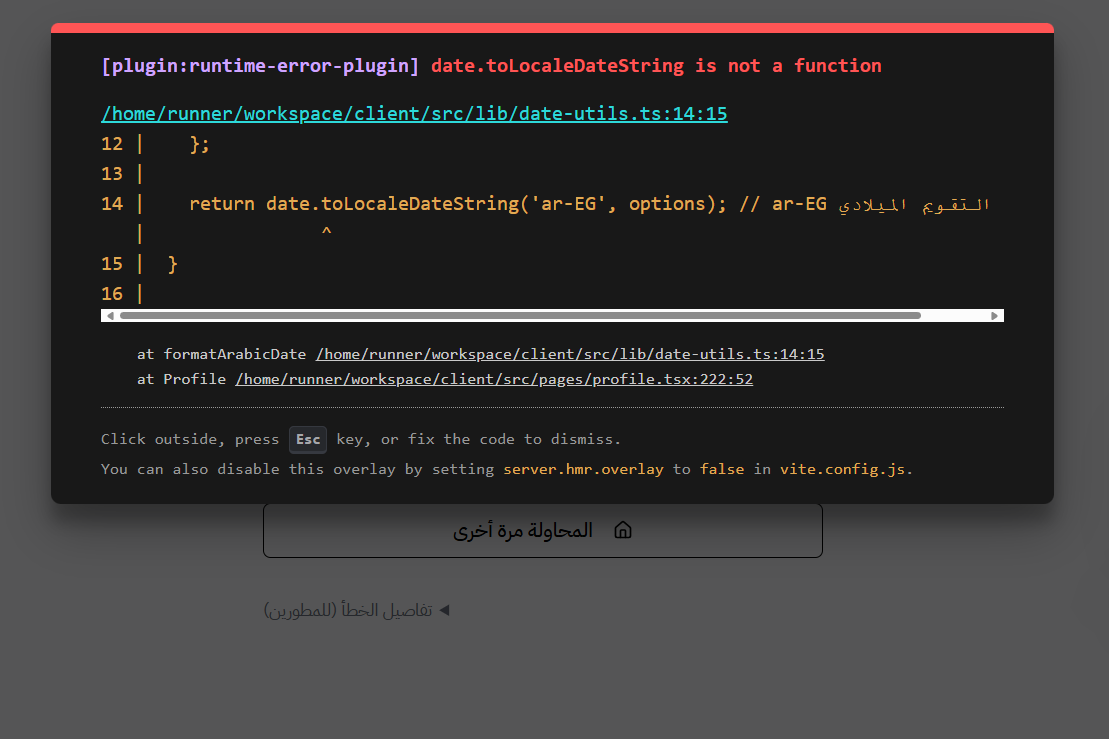 [plugin:runtime-error-plugin] date.toLocaleDateString is not a function
/home/runner/workspace/client/src/lib/date-utils.ts:14:15
12 |    };
13 |
14 |    return date.toLocaleDateString('ar-EG', options); // ar-EG التقويم الميلادي
   |                ^
15 |  }
16 |
at formatArabicDate /home/runner/workspace/client/src/lib/date-utils.ts:14:15
at Profile /home/runner/workspace/client/src/pages/profile.tsx:222:52
Click outside, press Esc key, or fix the code to dismiss.
You can also disable this overlay by setting server.hmr.overlay to false in vite.config.js.
المحاولة مرة أخرى
تفاصيل الخطأ (للمطورين)